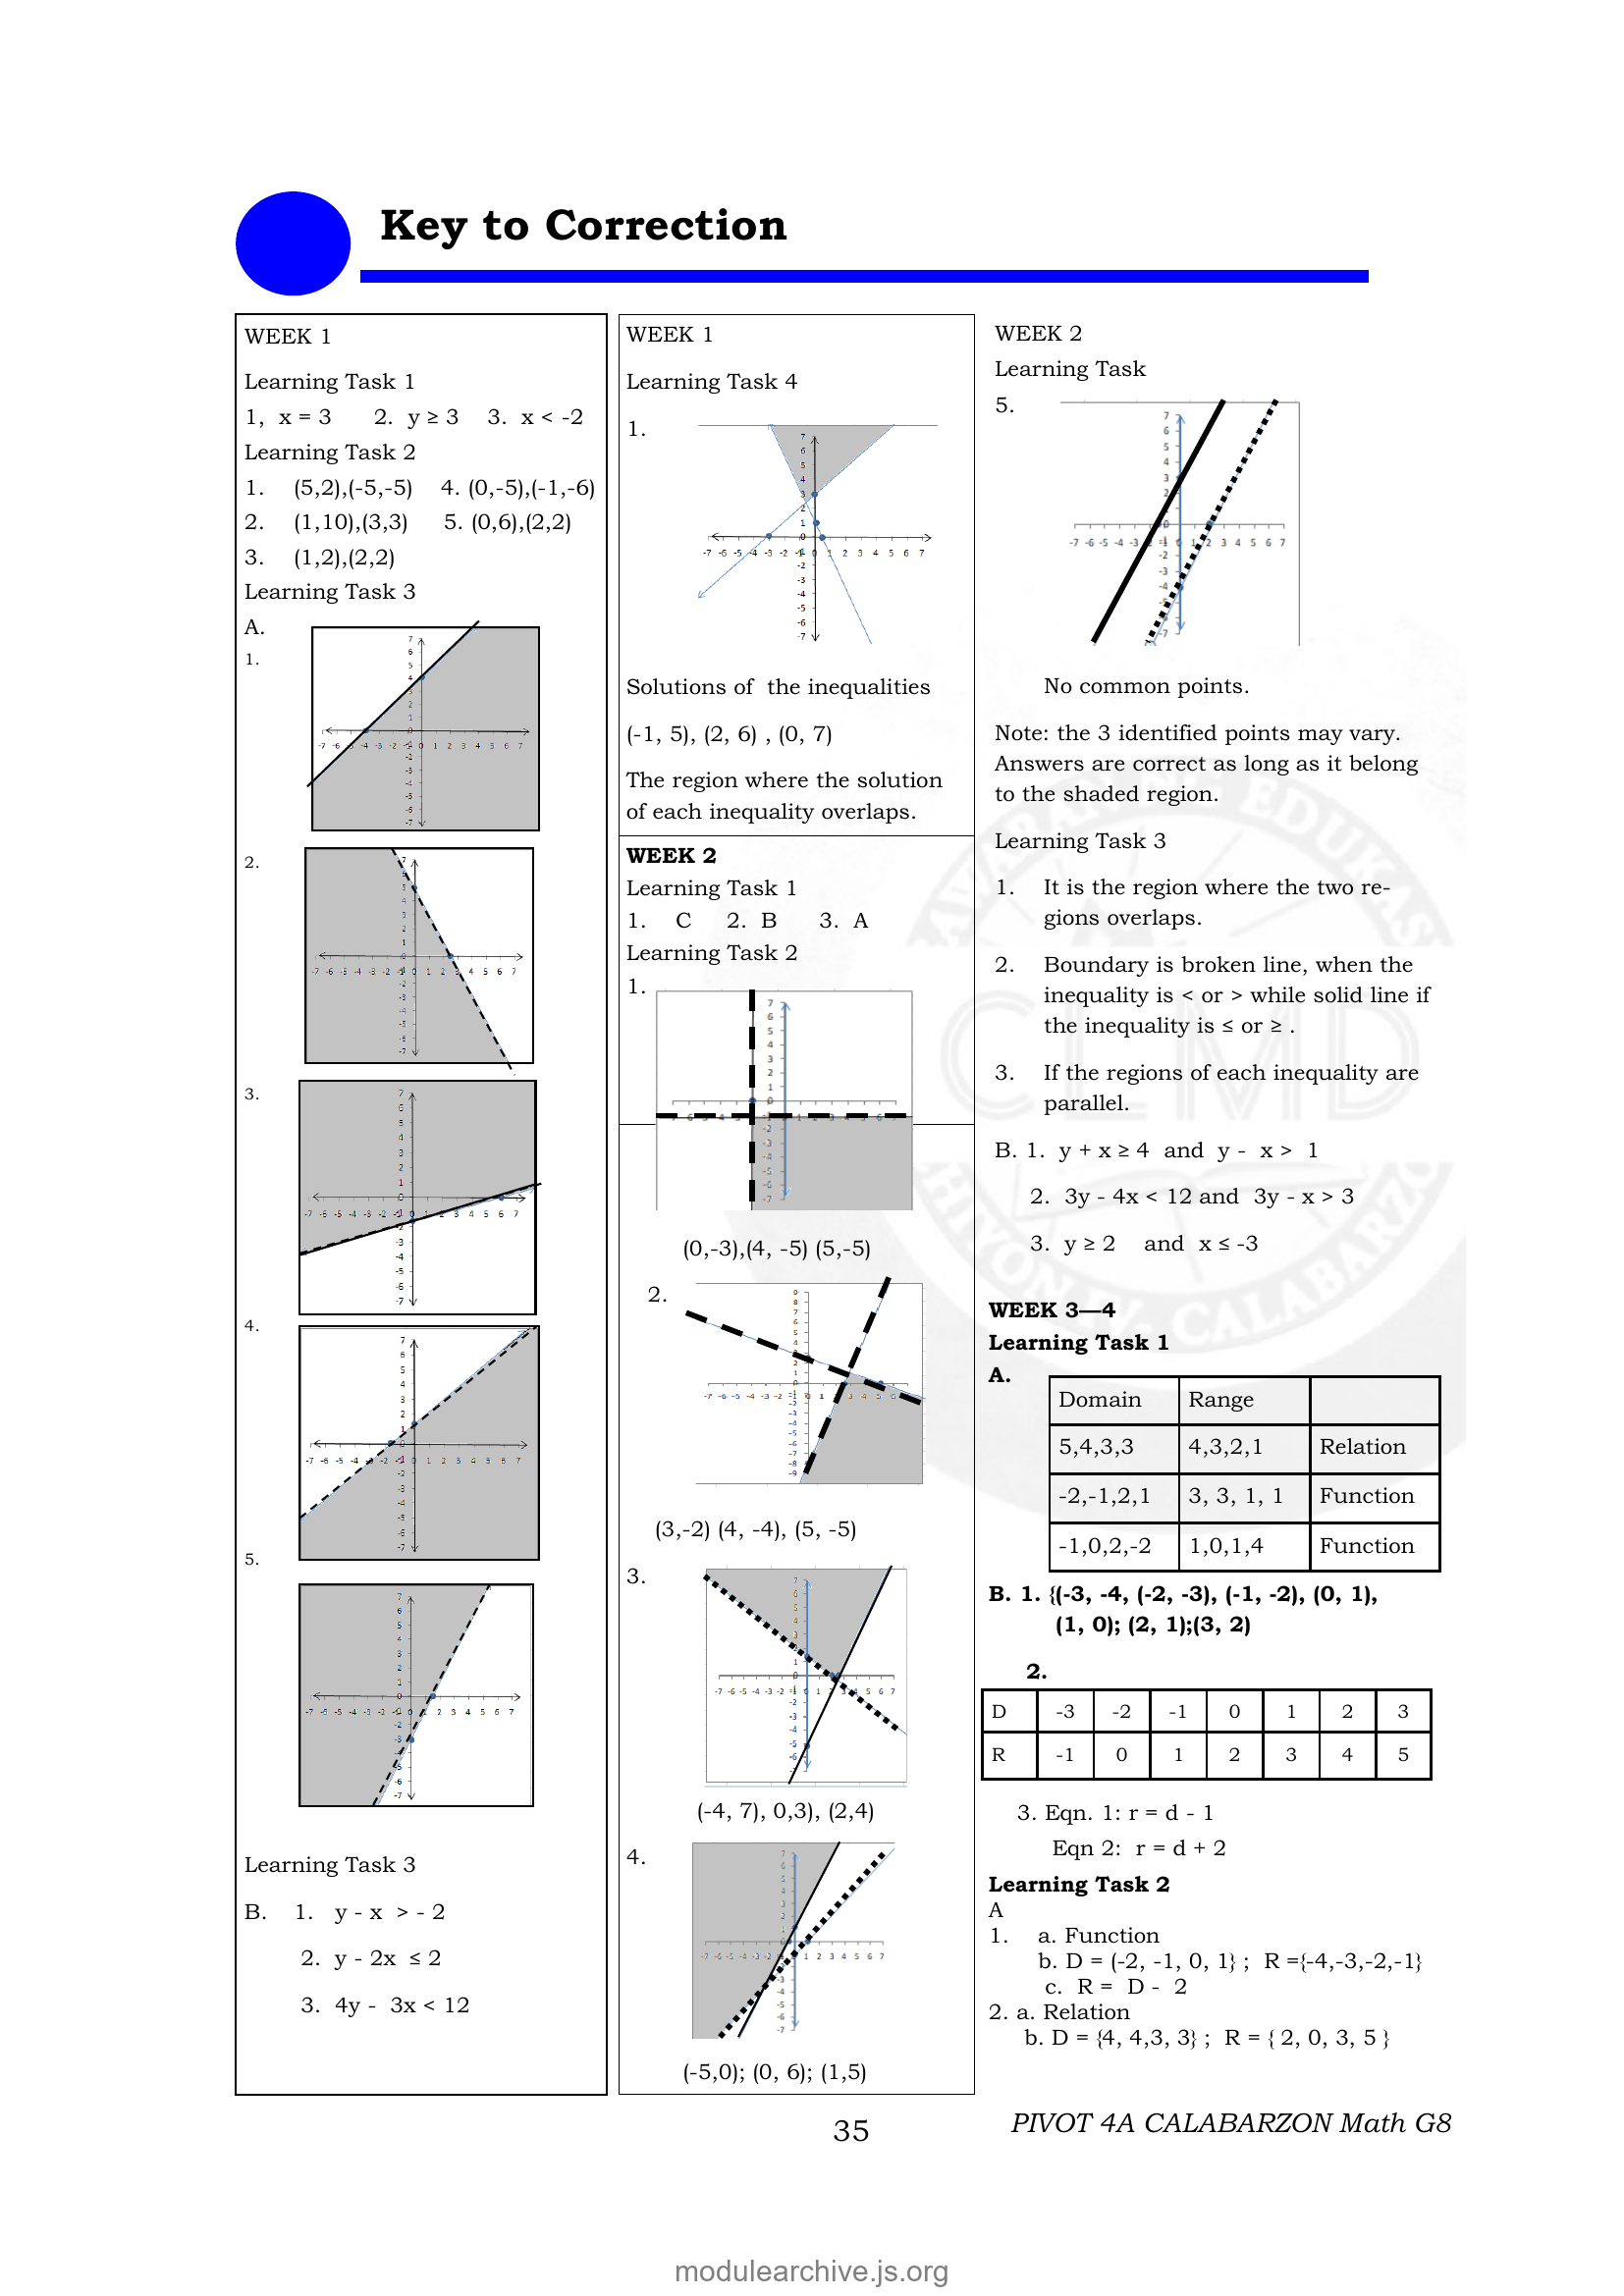 Key to Correction
WEEK 1
Learning Task 1
1, x = 3 2. y ≥ 3 3. x < -2
Learning Task 2
1. (5,2),(-5,-5) 4. (0,-5),(-1,-6)
2. (1,10),(3,3) 5. (0,6),(2,2)
3. (1,2),(2,2)
Learning Task 3
A.
1.
2.
3.
4.
5.
Learning Task 3
B. 1. y - x > - 2
2. y - 2x ≤ 2
3. 4y - 3x < 12
WEEK 1
Learning Task 4
1.
Solutions of the inequalities
(-1, 5), (2, 6) , (0, 7)
The region where the solution
of each inequality overlaps.
WEEK 2
Learning Task 1
1. C 2. B 3. A
Learning Task 2
1.
(0,-3),(4, -5) (5,-5)
2.
(3,-2) (4, -4), (5, -5)
3.
(-4, 7), 0,3), (2,4)
4.
(-5,0); (0, 6); (1,5)
WEEK 2
Learning Task
5.
No common points.
Note: the 3 identified points may vary.
Answers are correct as long as it belong
to the shaded region.
Learning Task 3
1. It is the region where the two re-
gions overlaps.
2. Boundary is broken line, when the
inequality is < or > while solid line if
the inequality is ≤ or ≥ .
3. If the regions of each inequality are
parallel.
B. 1. y + x ≥ 4 and y - x > 1
2. 3y - 4x < 12 and 3y - x > 3
3. y ≥ 2 and x ≤ -3
WEEK 3—4
Learning Task 1
A.
Domain Range
5,4,3,3 4,3,2,1 Relation
-2,-1,2,1 3, 3, 1, 1 Function
-1,0,2,-2 1,0,1,4 Function
B. 1. {(-3, -4, (-2, -3), (-1, -2), (0, 1),
(1, 0); (2, 1);(3, 2)
2.
D -3 -2 -1 0 1 2 3
R -1 0 1 2 3 4 5
3. Eqn. 1: r = d - 1
Eqn 2: r = d + 2
Learning Task 2
A
1. a. Function
b. D = (-2, -1, 0, 1} ; R ={-4,-3,-2,-1}
c. R = D - 2
2. a. Relation
b. D = {4, 4,3, 3} ; R = { 2, 0, 3, 5 }
35
PIVOT 4A CALABARZON Math G8
modulearchive.js.org